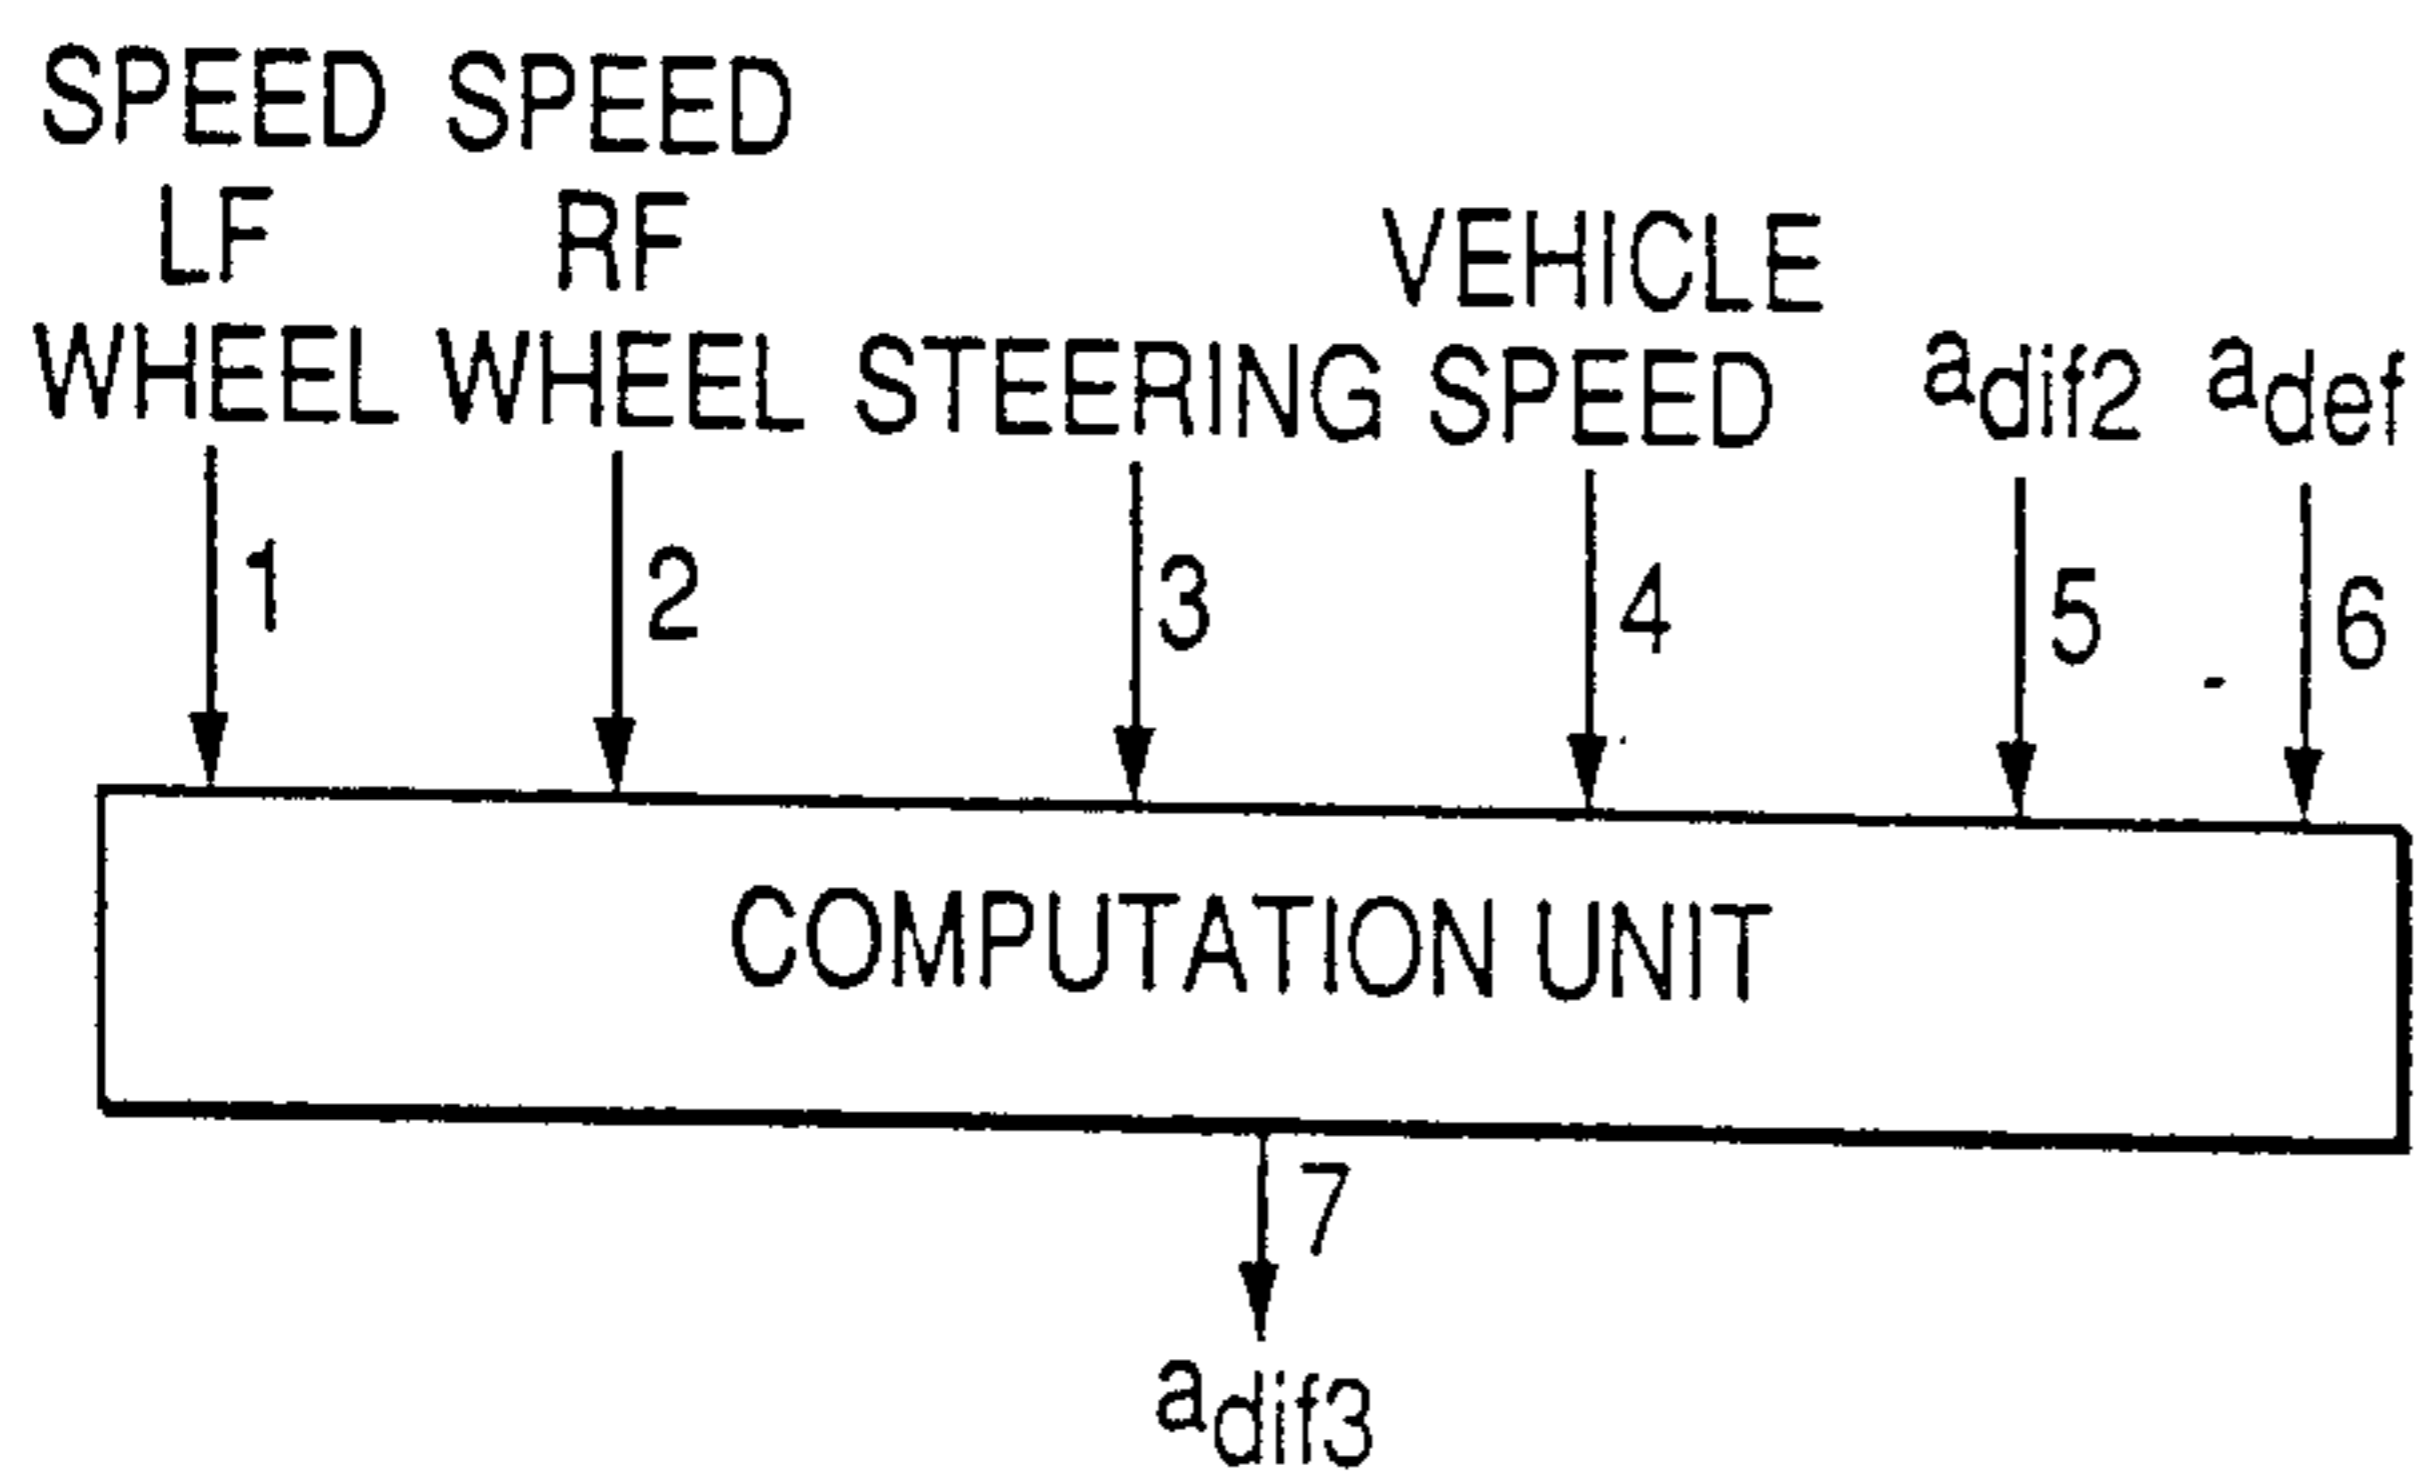 SPEED SPEED
LF RF VEHICLE
WHEEL WHEEL STEERING SPEED adif2 adef
1 2 3 4 5 6
COMPUTATION UNIT
7
adif3